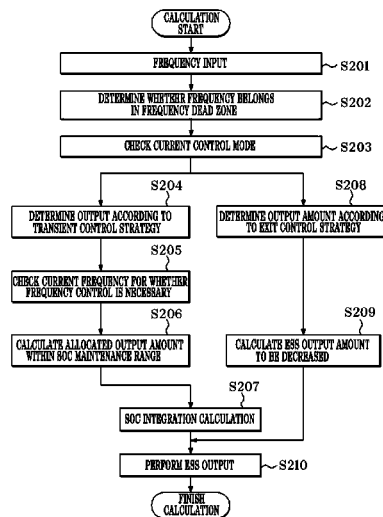 CALCULATION
START
FREQUENCY INPUT
S201
DETERMINE WHETHER FREQUENCY BELONGS
IN FREQUENCY DEAD ZONE
S202
CHECK CURRENT CONTROL MODE
S203
S204
DETERMINE OUTPUT ACCORDING TO
TRANSIENT CONTROL STRATEGY
S208
DETERMINE OUTPUT AMOUNT ACCORDING
TO EXIT CONTROL STRATEGY
S205
CHECK CURRENT FREQUENCY FOR WHETHER
FREQUENCY CONTROL IS NECESSARY
S206
CALCULATE ALLOCATED OUTPUT AMOUNT
WITHIN SOC MAINTENANCE RANGE
S209
CALCULATE ESS OUTPUT AMOUNT
TO BE DECREASED
S207
SOC INTEGRATION CALCULATION
PERFORM ESS OUTPUT
S210
FINISH
CALCULATION